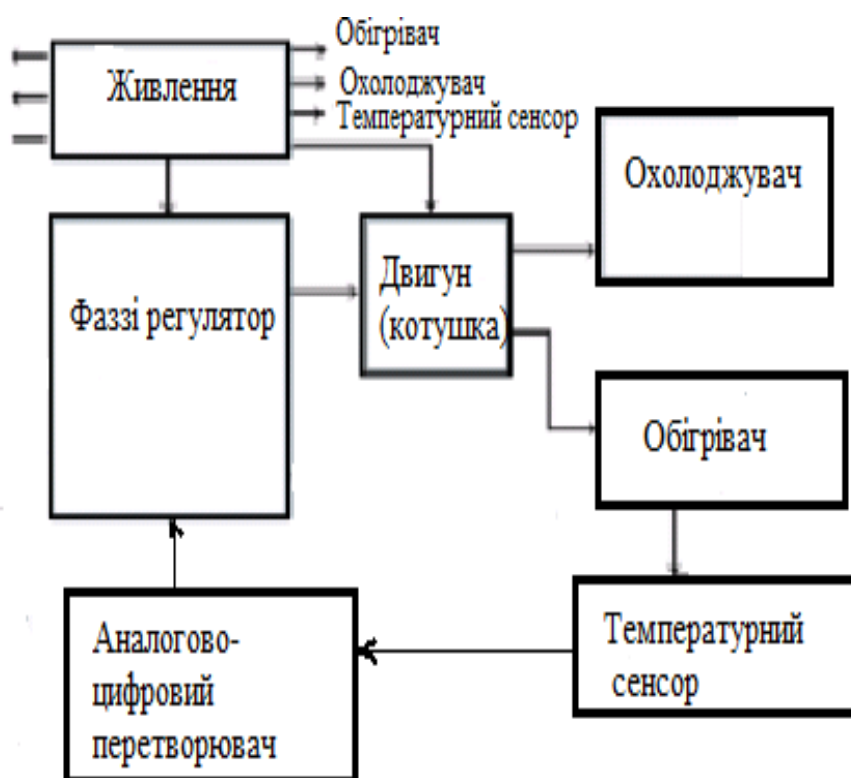 Обігрівач
Живлення
Охолоджувач
Температурний сенсор
Охолоджувач
Двигун
(котушка)
Фаззі регулятор
Обігрівач
Температурний
сенсор
Аналогово-
цифровий
перетворювач